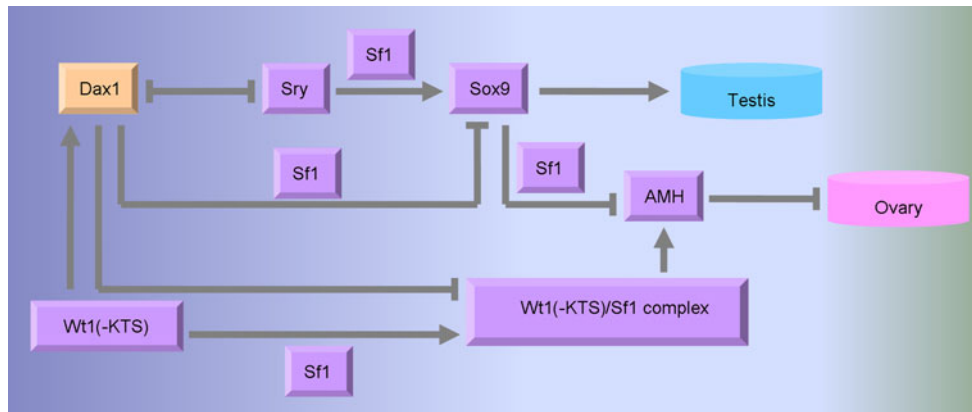 Sf1
Dax1
Sry
Sox9
Testis
Sf1
Sf1
AMH
Ovary
Wt1(-KTS)
Wt1(-KTS)/Sf1 complex
Sf1